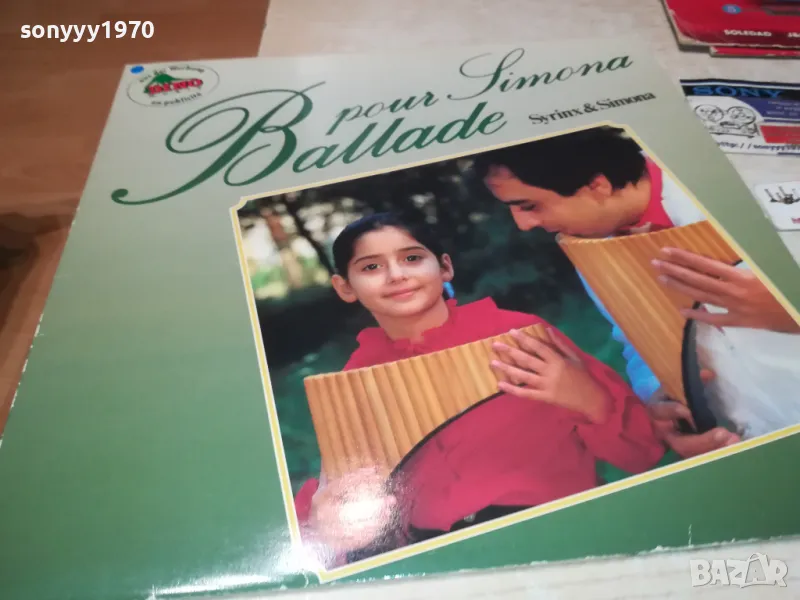 sonyyy1970
pour Simona
Ballade
Syrinx & Simona
SOLEDAD
SONY
BAZAR